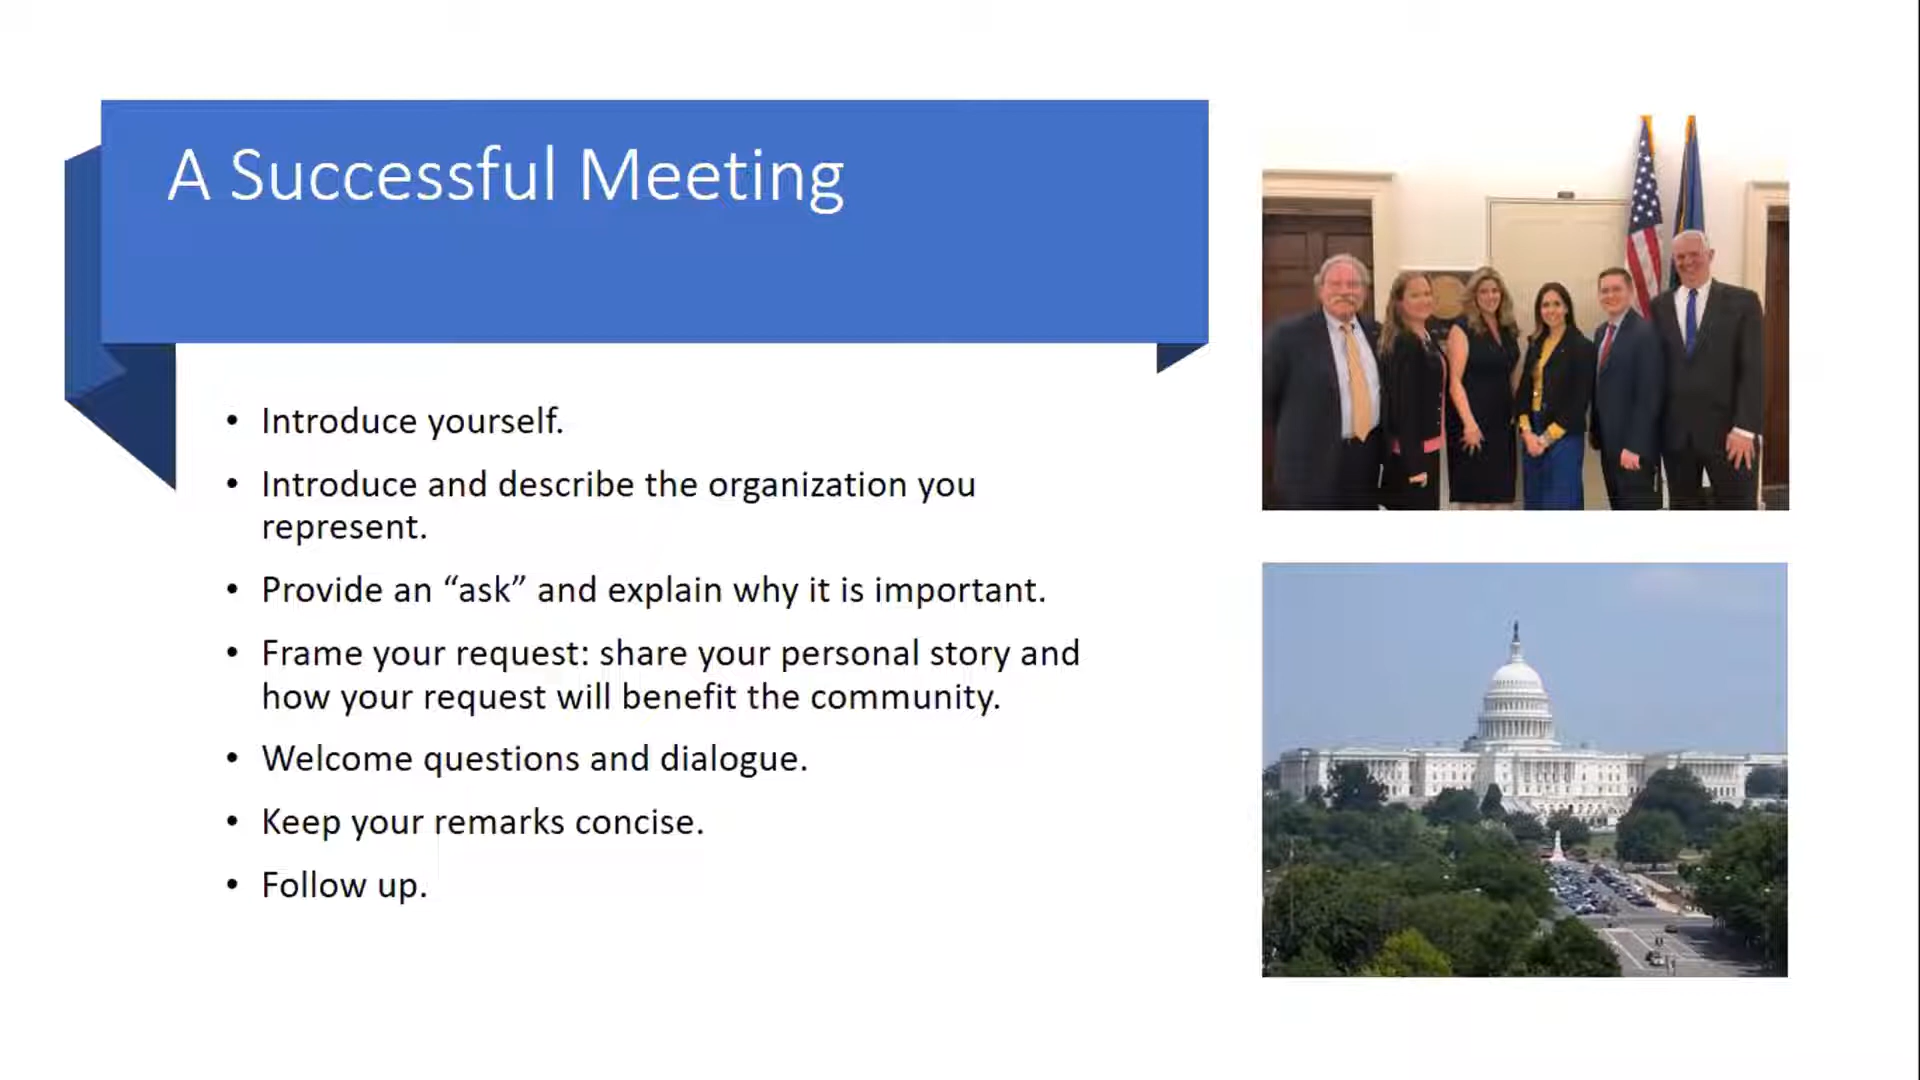 A Successful Meeting
• Introduce yourself.
• Introduce and describe the organization you
represent.
• Provide an “ask” and explain why it is important.
• Frame your request: share your personal story and
how your request will benefit the community.
• Welcome questions and dialogue.
• Keep your remarks concise.
• Follow up.